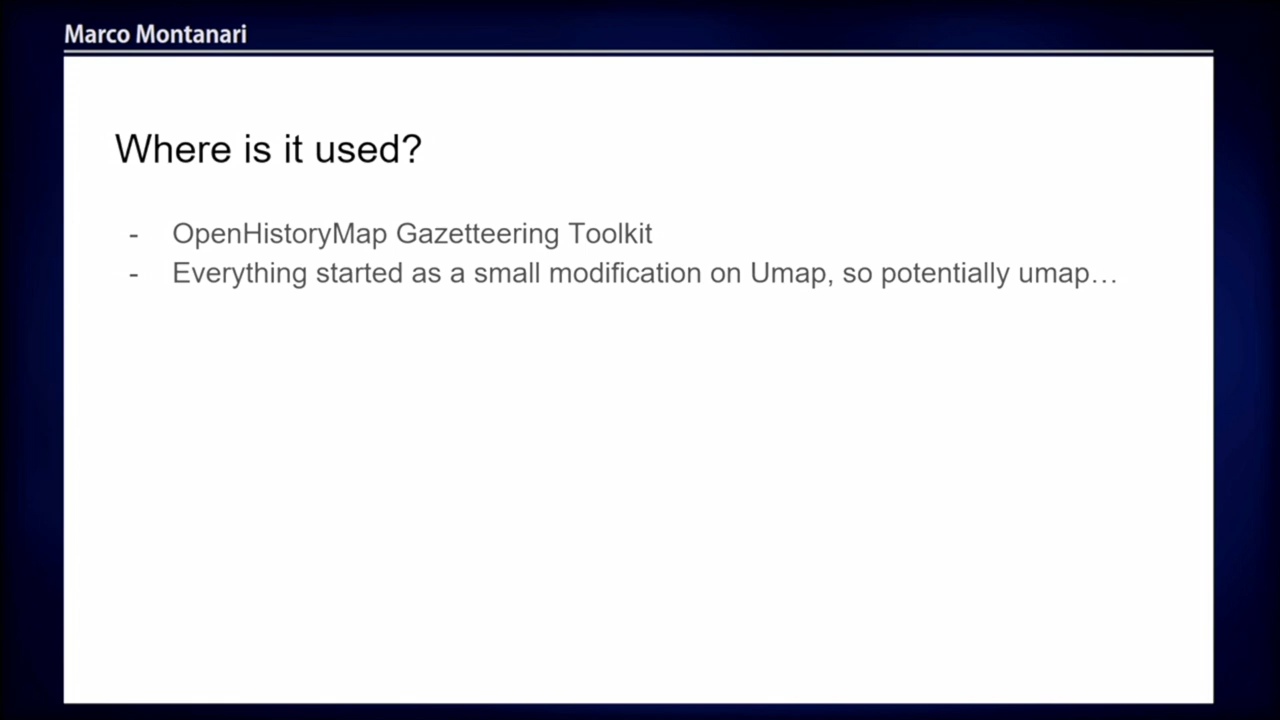 Marco Montanari
Where is it used?
- OpenHistoryMap Gazetteering Toolkit
- Everything started as a small modification on Umap, so potentially umap…